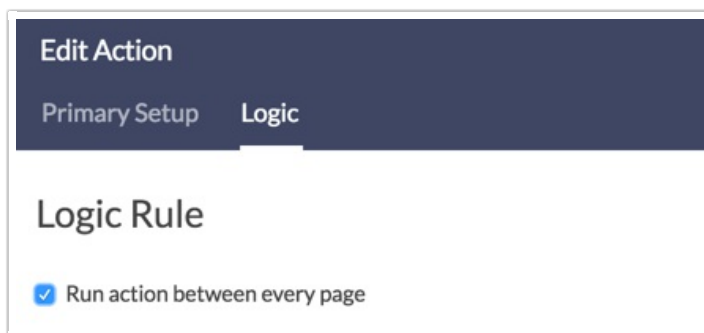 Edit Action
Primary Setup Logic
Logic Rule
Run action between every page